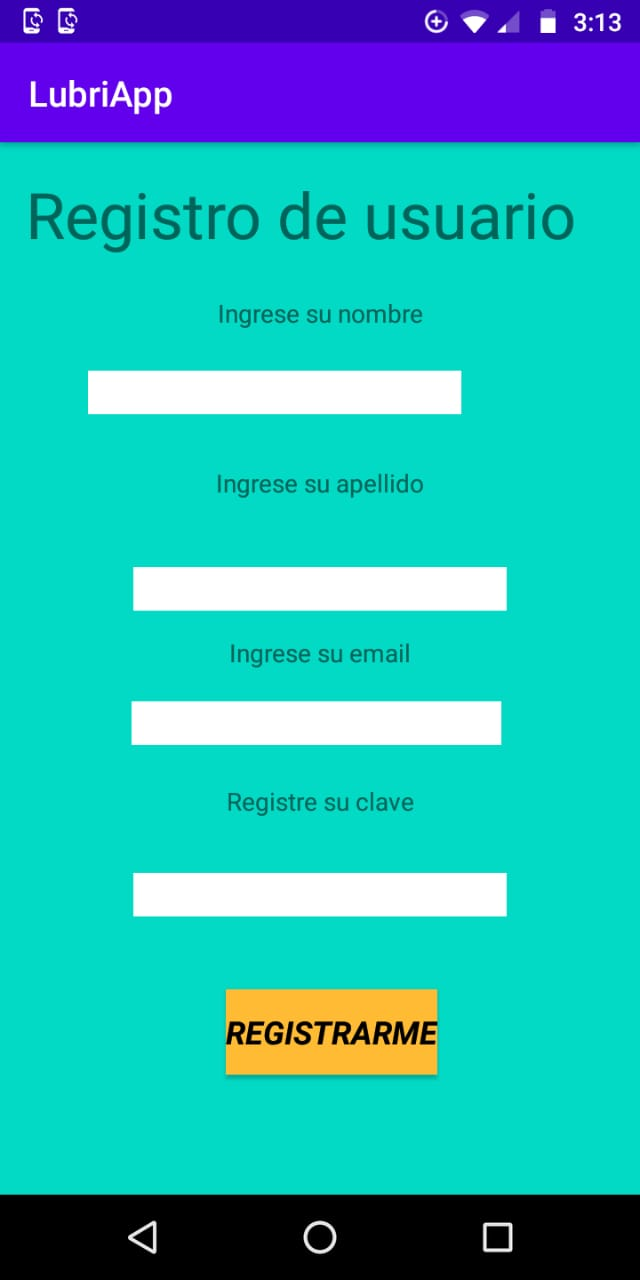 3:13
LubriApp
Registro de usuario
Ingrese su nombre
Ingrese su apellido
Ingrese su email
Registre su clave
REGISTRARME